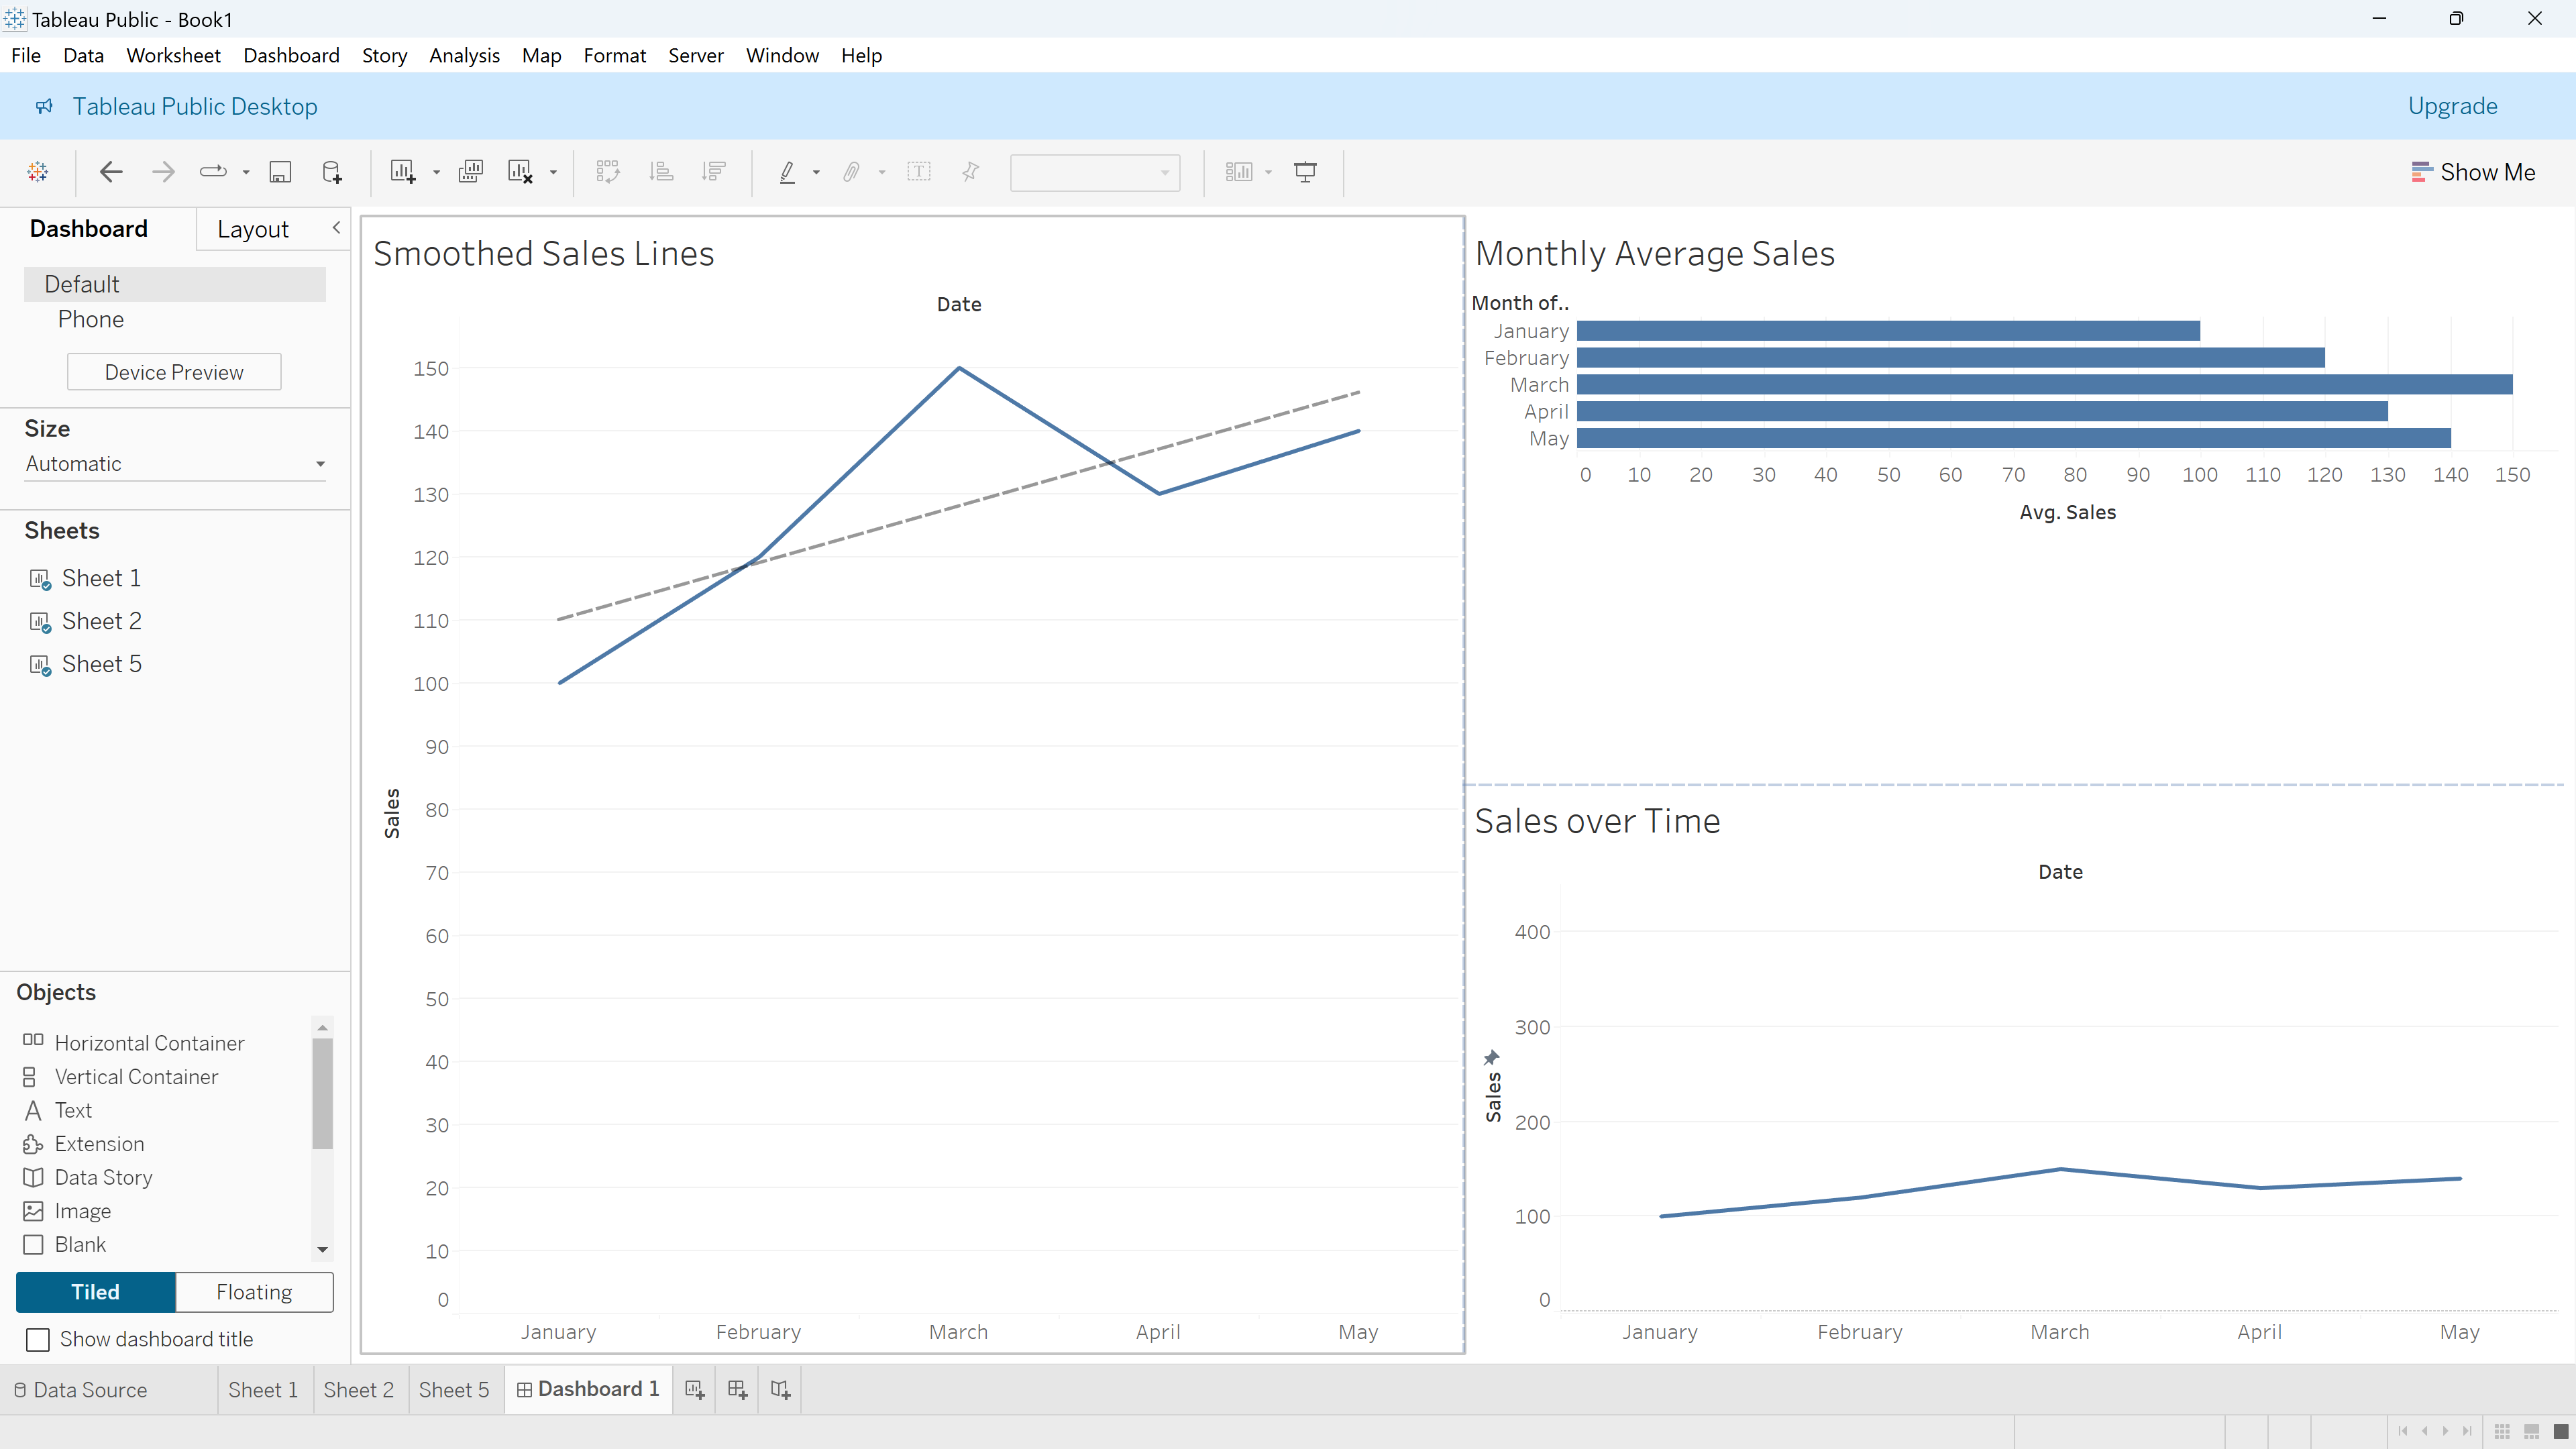 Tableau Public - Book1
File Data Worksheet Dashboard Story Analysis Map Format Server Window Help
Tableau Public Desktop
Upgrade
Show Me
Dashboard
Layout
Default
Phone
Device Preview
Size
Automatic
Sheets
Sheet 1
Sheet 2
Sheet 5
Objects
Horizontal Container
Vertical Container
Text
Extension
Data Story
Image
Blank
Tiled
Floating
Show dashboard title
Smoothed Sales Lines
Date
150
140
130
120
110
100
90
80
70
60
50
40
30
20
10
0
Sales
January February March April May
Monthly Average Sales
Month of..
January
February
March
April
May
0 10 20 30 40 50 60 70 80 90 100 110 120 130 140 150
Avg. Sales
Sales over Time
Date
400
300
200
100
0
Sales
January February March April May
Data Source
Sheet 1
Sheet 2
Sheet 5
Dashboard 1